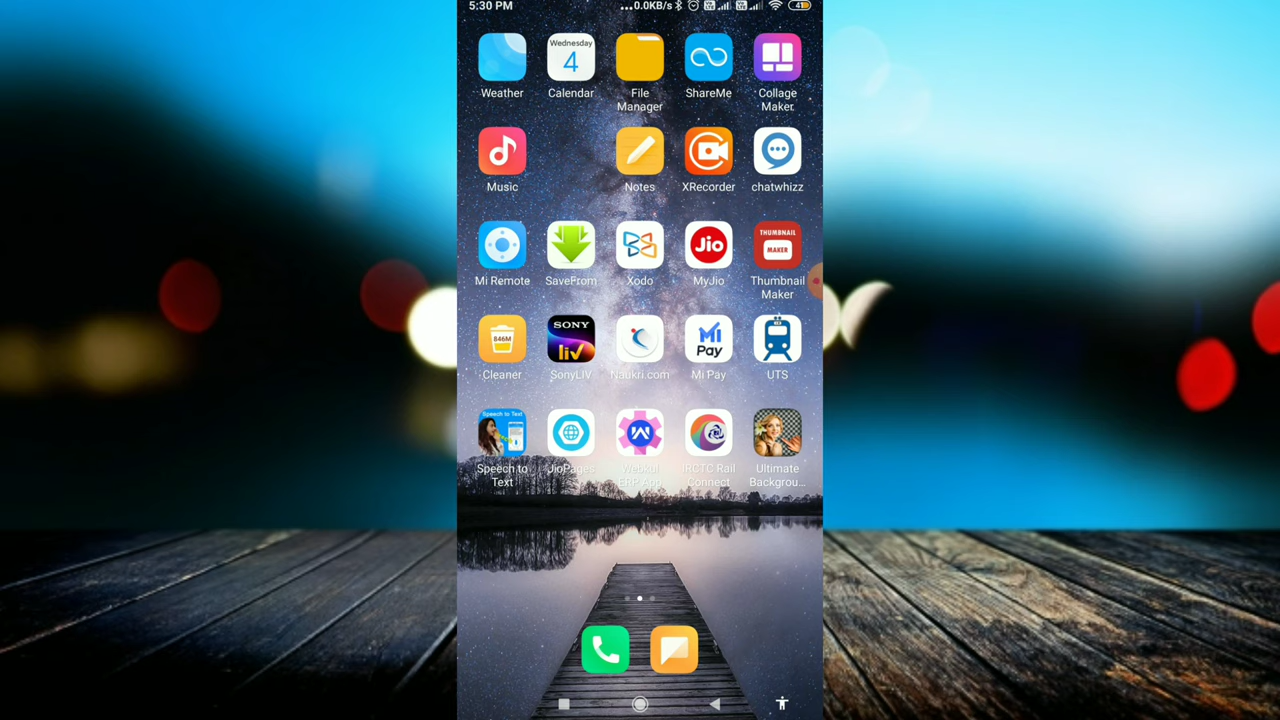 5:30 PM
...0.0KB/s
41
Wednesday
4
Weather
Calendar
File
Manager
ShareMe
Collage
Maker
Music
Notes
XRecorder
chatwhizz
Jio
THUMBNAIL
MAKER
Mi Remote
SaveFrom
Xodo
MyJio
Thumbnail
Maker
846M
SONY
liv
Mi
Pay
Cleaner
SonyLIV
Naukri.com
Mi Pay
UTS
Speech to Text
Speech to
Text
JioPages
Webkul
ERP App
IRCTC Rail
Connect
Ultimate
Backgrou...